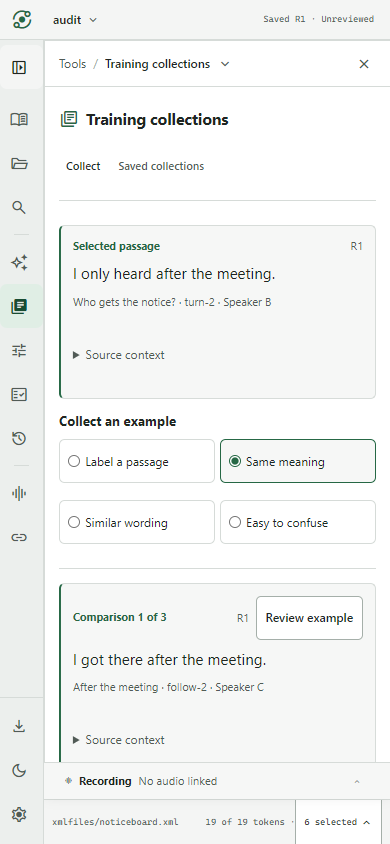 audit
Saved R1 · Unreviewed
Tools / Training collections
Training collections
Collect Saved collections
Selected passage R1
I only heard after the meeting.
Who gets the notice? · turn-2 · Speaker B
Source context
Collect an example
Label a passage Same meaning
Similar wording Easy to confuse
Comparison 1 of 3 R1 Review example
I got there after the meeting.
After the meeting · follow-2 · Speaker C
Source context
Recording No audio linked
xmlfiles/noticeboard.xml 19 of 19 tokens · 6 selected